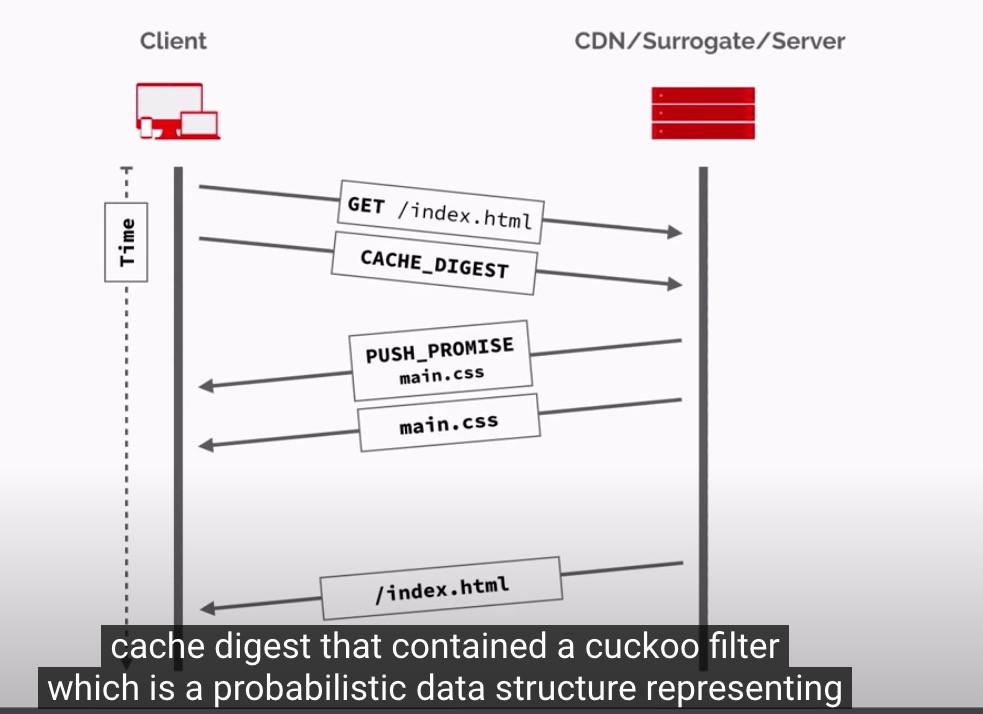 Client
CDN/Surrogate/Server
Time
GET /index.html
CACHE_DIGEST
PUSH_PROMISE
main.css
main.css
/index.html
cache digest that contained a cuckoo filter
which is a probabilistic data structure representing